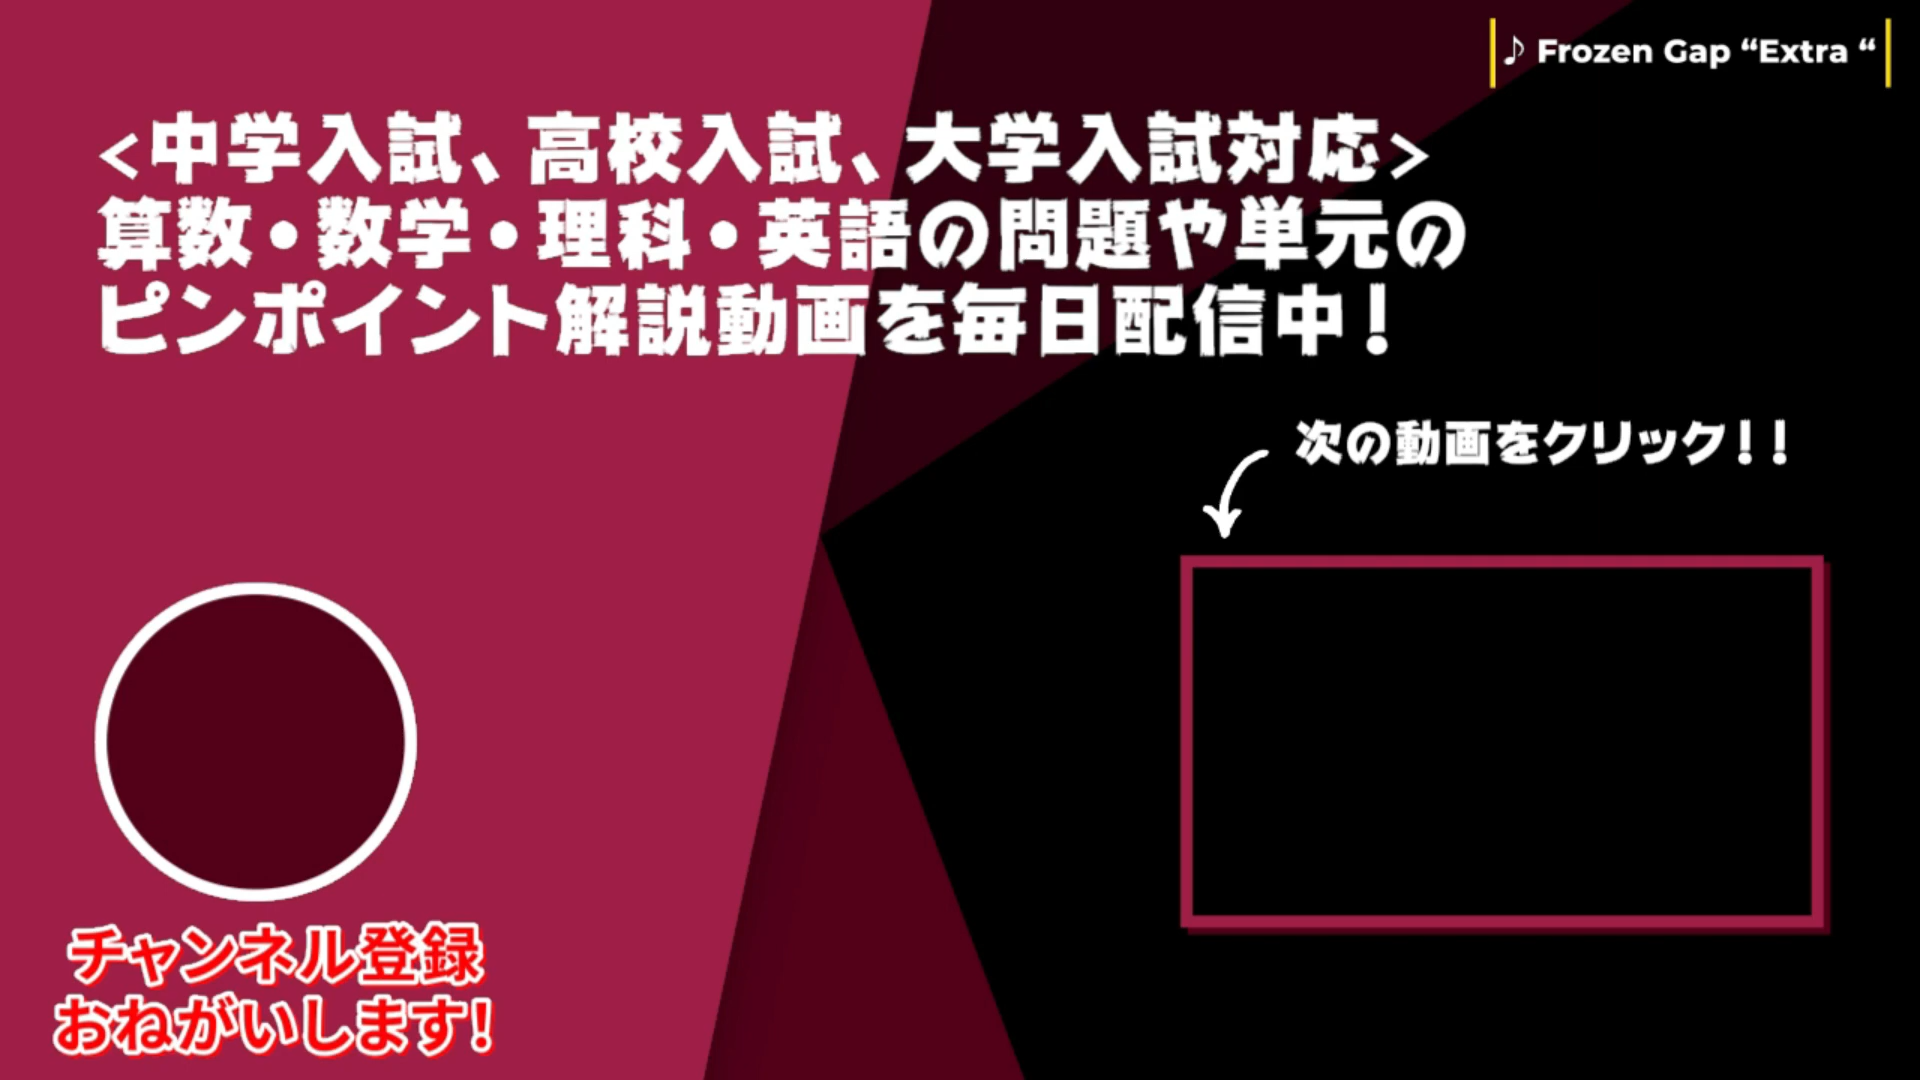 ♪ Frozen Gap “Extra “
<中学入試、高校入試、大学入試対応>
算数・数学・理科・英語の問題や単元の
ピンポイント解説動画を毎日配信中！
次の動画をクリック！！
チャンネル登録
おねがいします！